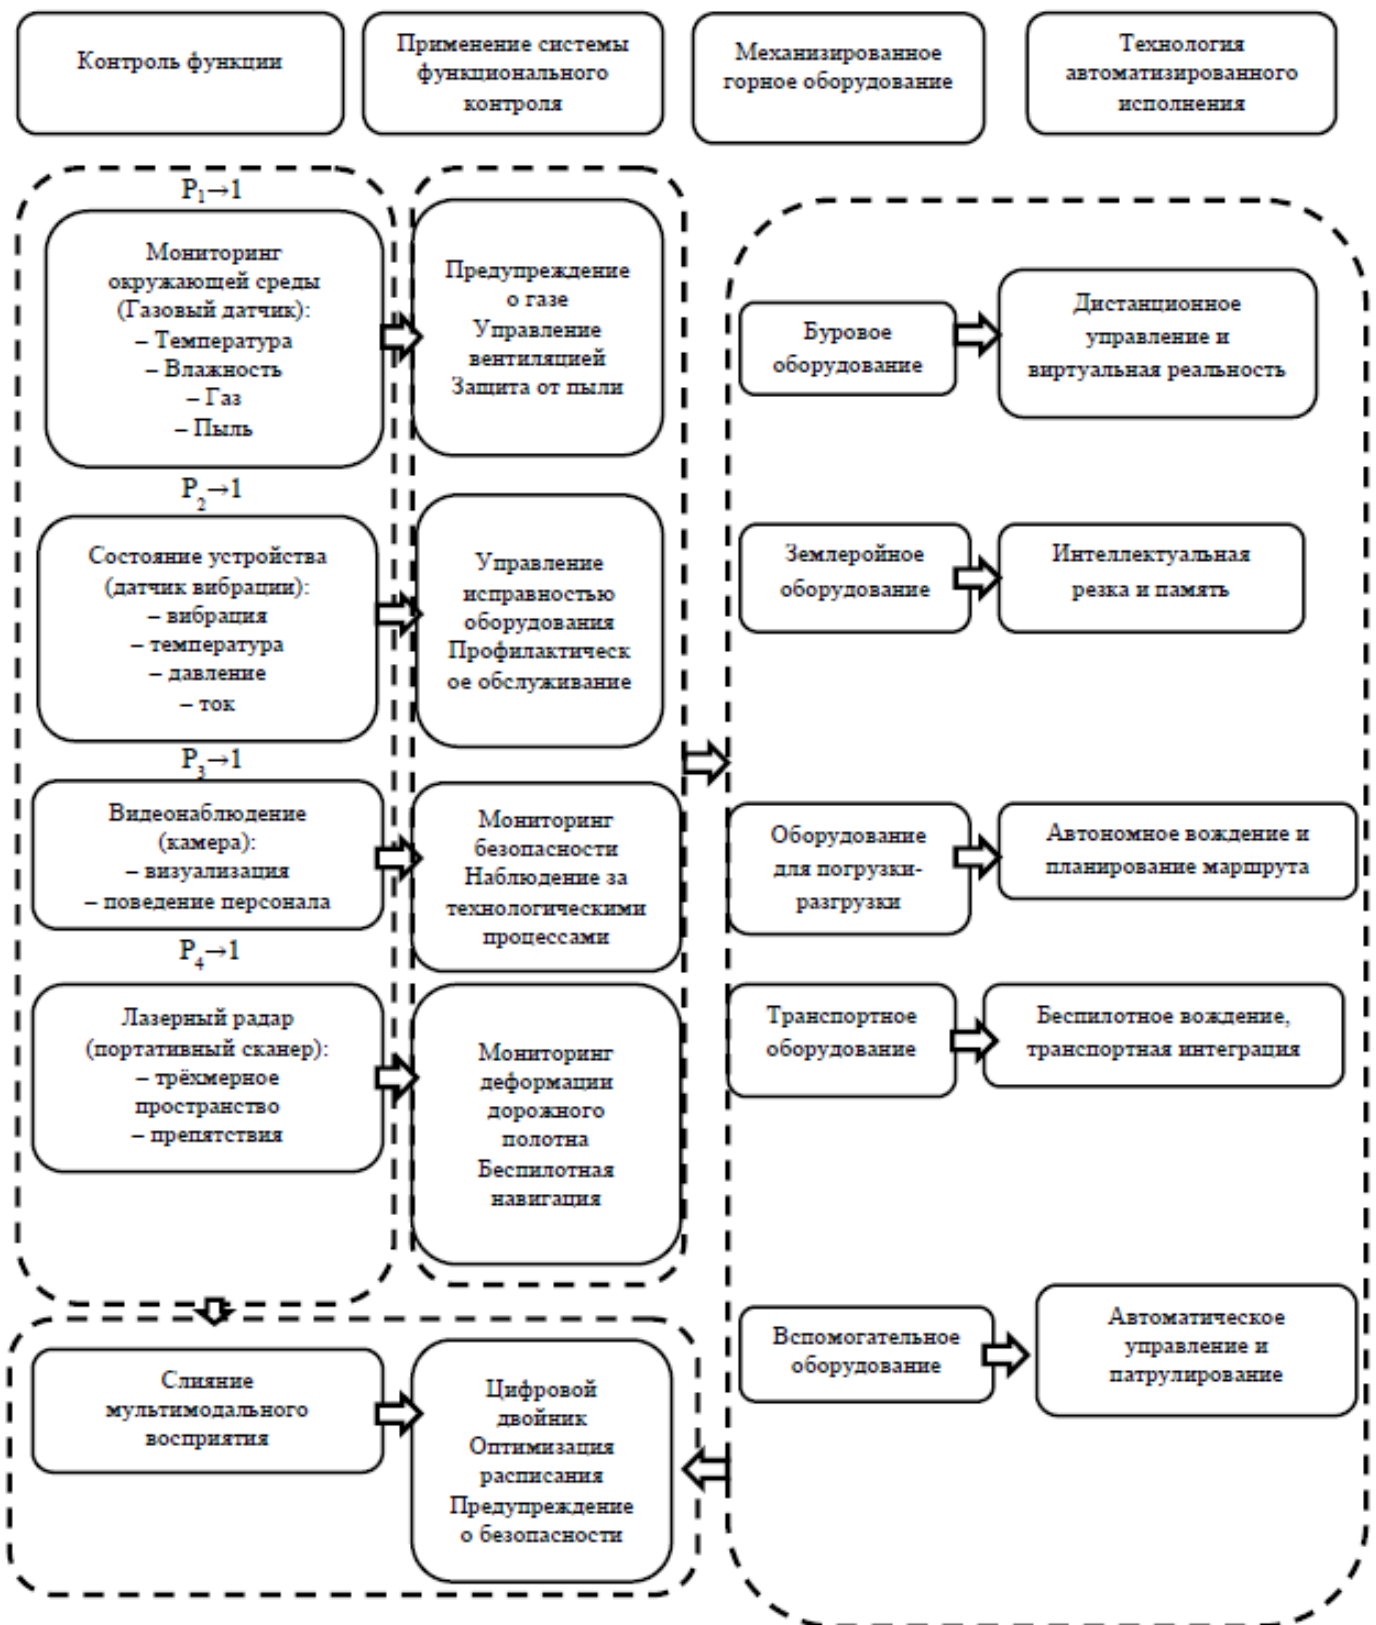 Контроль функции
Применение системы
функционального
контроля
Механизированное
горное оборудование
Технология
автоматизированного
исполнения
P₁→1
Мониторинг
окружающей среды
(Газовый датчик):
– Температура
– Влажность
– Газ
– Пыль
Предупреждение
о газе
Управление
вентиляцией
Защита от пыли
Буровое
оборудование
Дистанционное
управление и
виртуальная реальность
P₂→1
Состояние устройства
(датчик вибрации):
– вибрация
– температура
– давление
– ток
Управление
исправностью
оборудования
Профилактическ
ое обслуживание
Землеройное
оборудование
Интеллектуальная
резка и память
P₃→1
Видеонаблюдение
(камера):
– визуализация
– поведение персонала
Мониторинг
безопасности
Наблюдение за
технологическими
процессами
Оборудование
для погрузки-
разгрузки
Автономное вождение и
планирование маршрута
P₄→1
Лазерный радар
(портативный сканер):
– трёхмерное
пространство
– препятствия
Мониторинг
деформации
дорожного
полотна
Беспилотная
навигация
Транспортное
оборудование
Беспилотное вождение,
транспортная интеграция
Вспомогательное
оборудование
Автоматическое
управление и
патрулирование
Слияние
мультимодального
восприятия
Цифровой
двойник
Оптимизация
расписания
Предупреждение
о безопасности